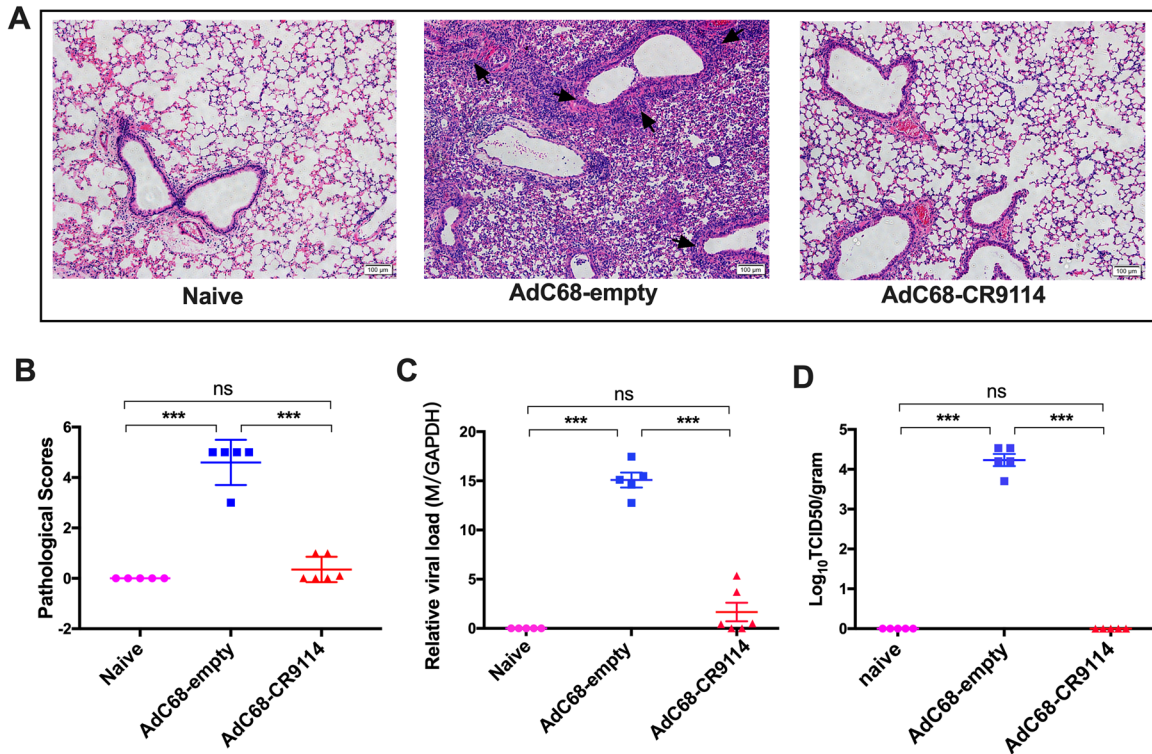 A
100 µm
100 µm
100 µm
Naive
AdC68-empty
AdC68-CR9114
B
ns
***
***
Pathological Scores
6
4
2
0
-2
Naive
AdC68-empty
AdC68-CR9114
C
ns
***
***
Relative viral load (M/GAPDH)
20
15
10
5
0
Naive
AdC68-empty
AdC68-CR9114
D
ns
***
***
Log10TCID50/gram
5
4
3
2
1
0
naive
AdC68-empty
AdC68-CR9114